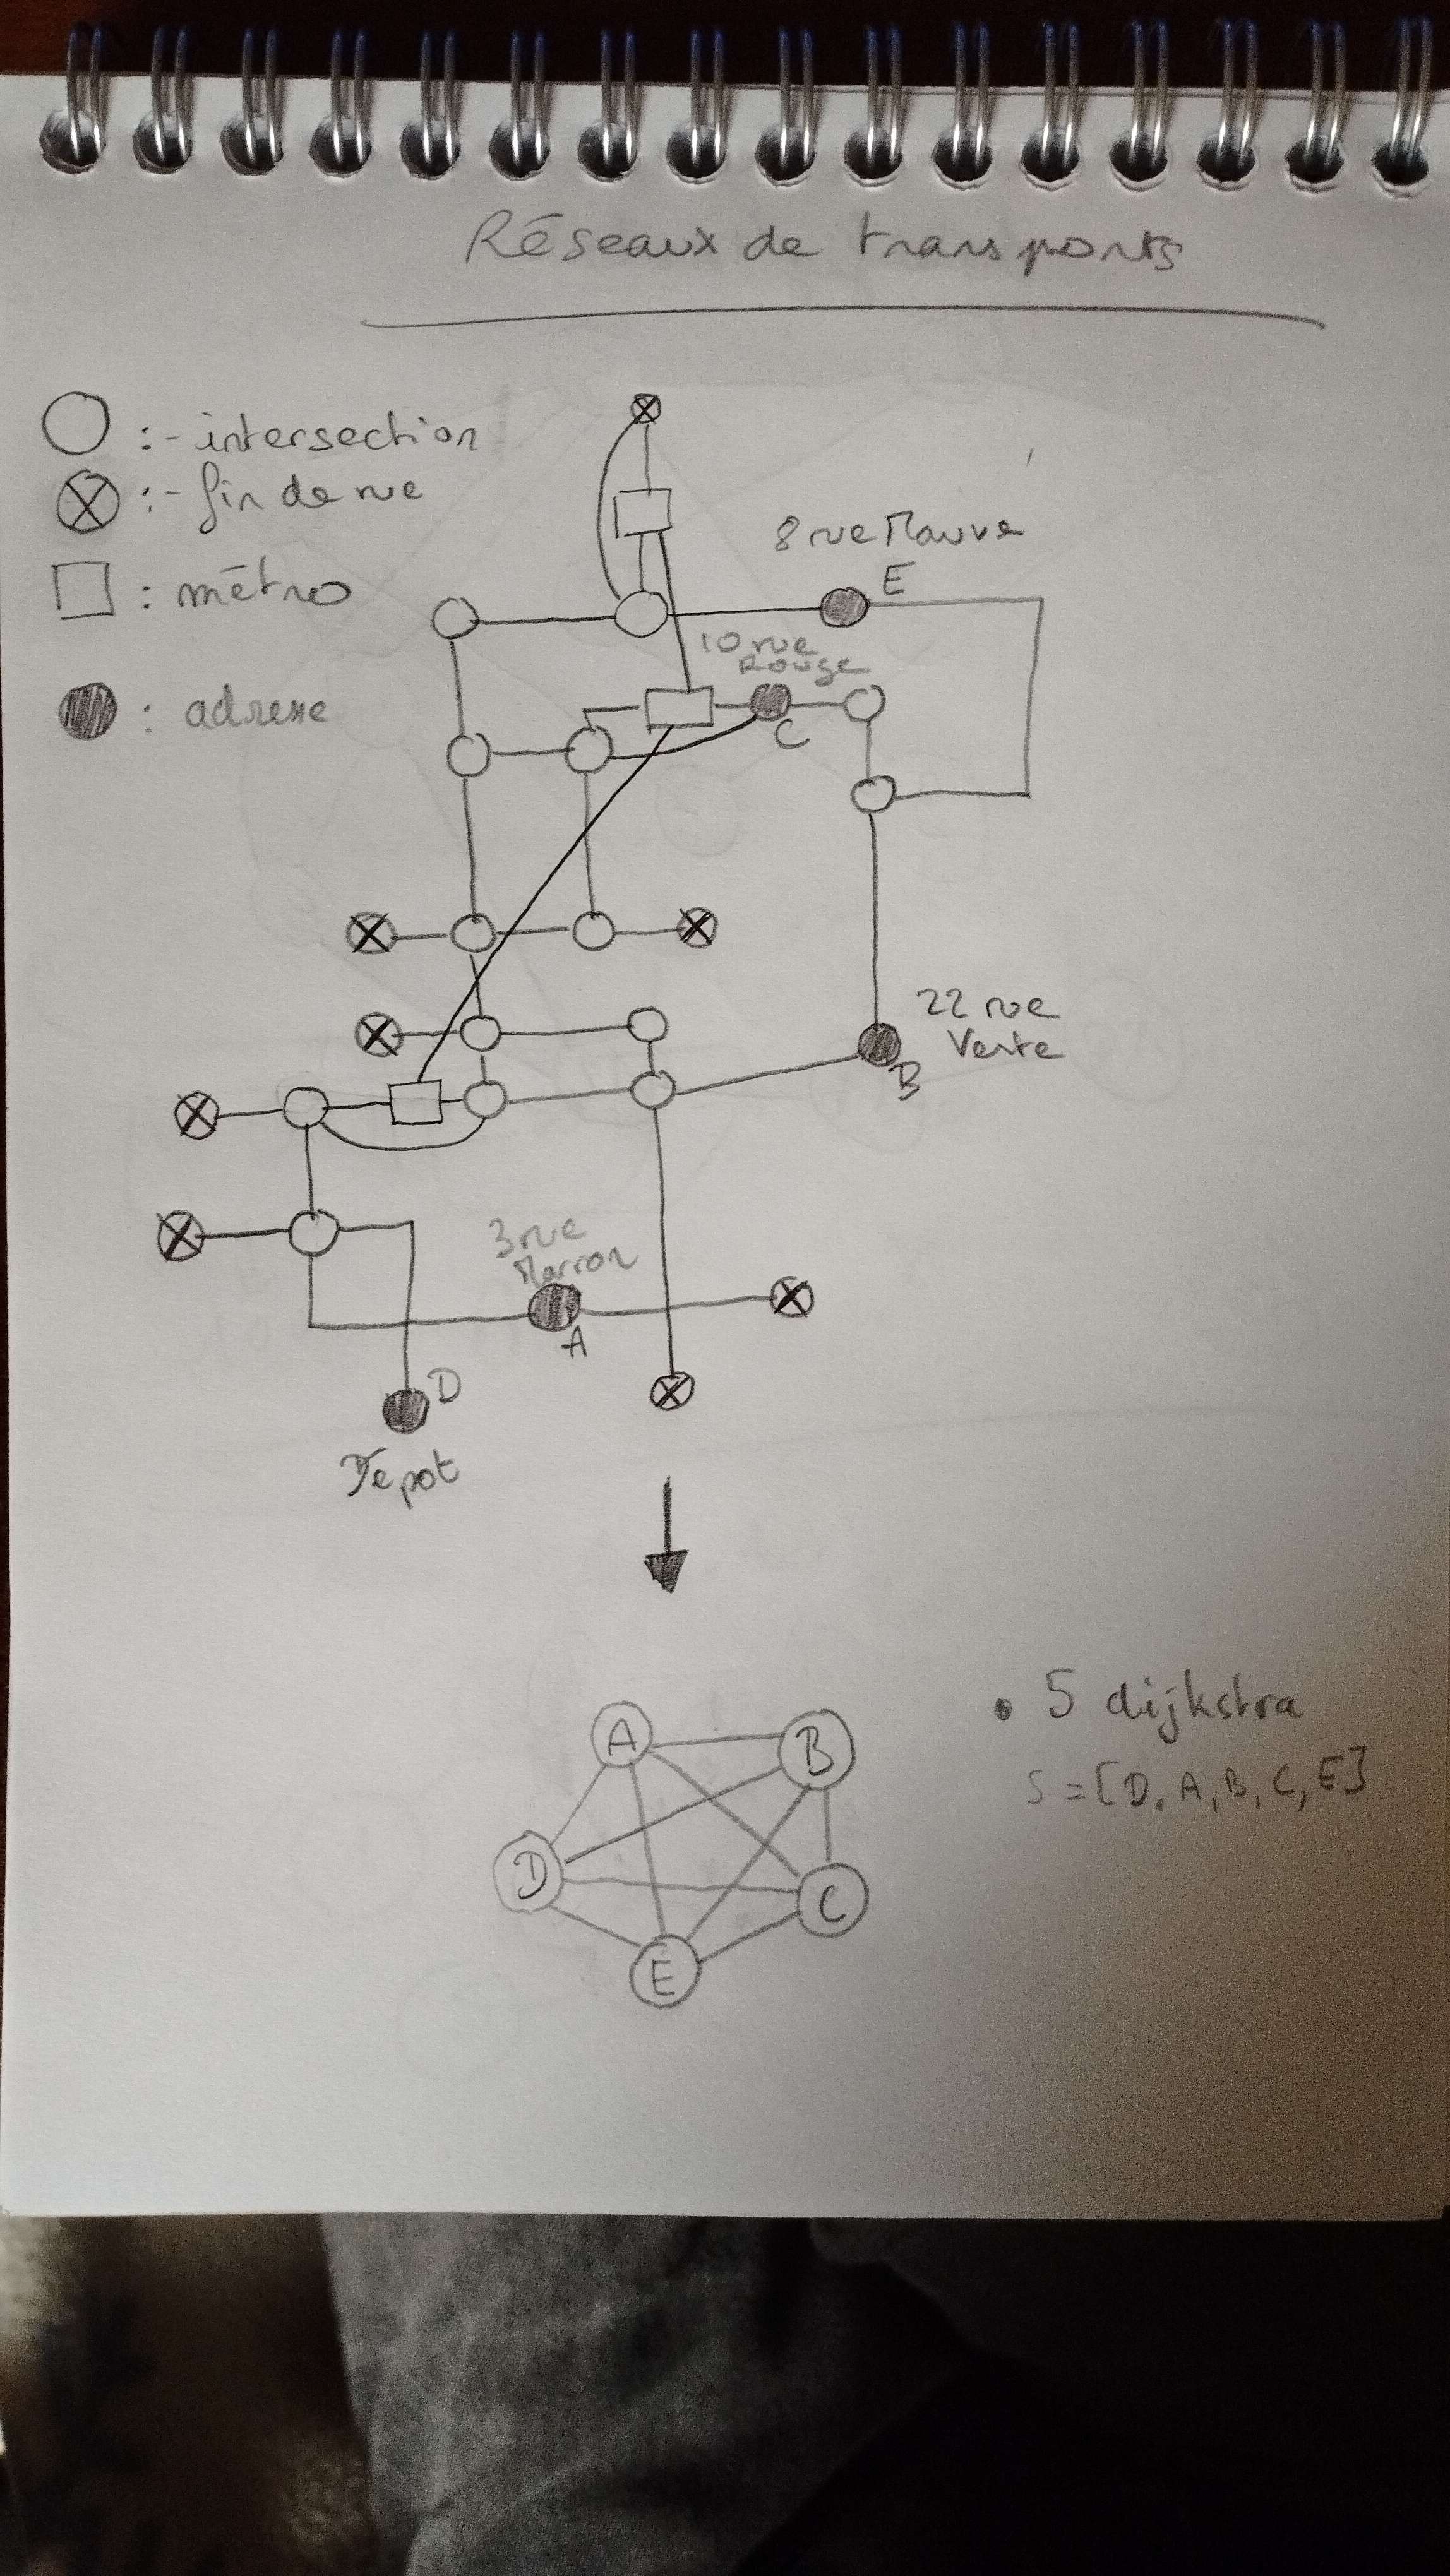 Réseaux de transports
: - intersection
: - fin de rue
: métro
: adresse
8 rue Mauve
E
10 rue
Rouge
C
22 rue
Verte
B
3 rue
Marron
A
D
Dépot
• 5 dijkstra
S = [D, A, B, C, E]
A
B
D
C
E